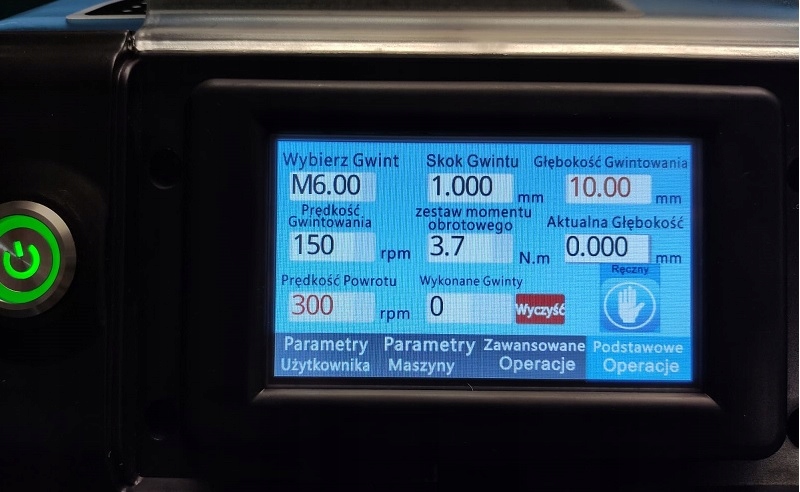 Wybierz Gwint
M6.00
Skok Gwintu
1.000 mm
Głębokość Gwintowania
10.00 mm
Prędkość
Gwintowania
150 rpm
zestaw momentu
obrotowego
3.7 N.m
Aktualna Głębokość
0.000 mm
Prędkość Powrotu
300 rpm
Wykonane Gwinty
0
Wyczyść
Ręczny
Parametry
Użytkownika
Parametry
Maszyny
Zawansowane
Operacje
Podstawowe
Operacje